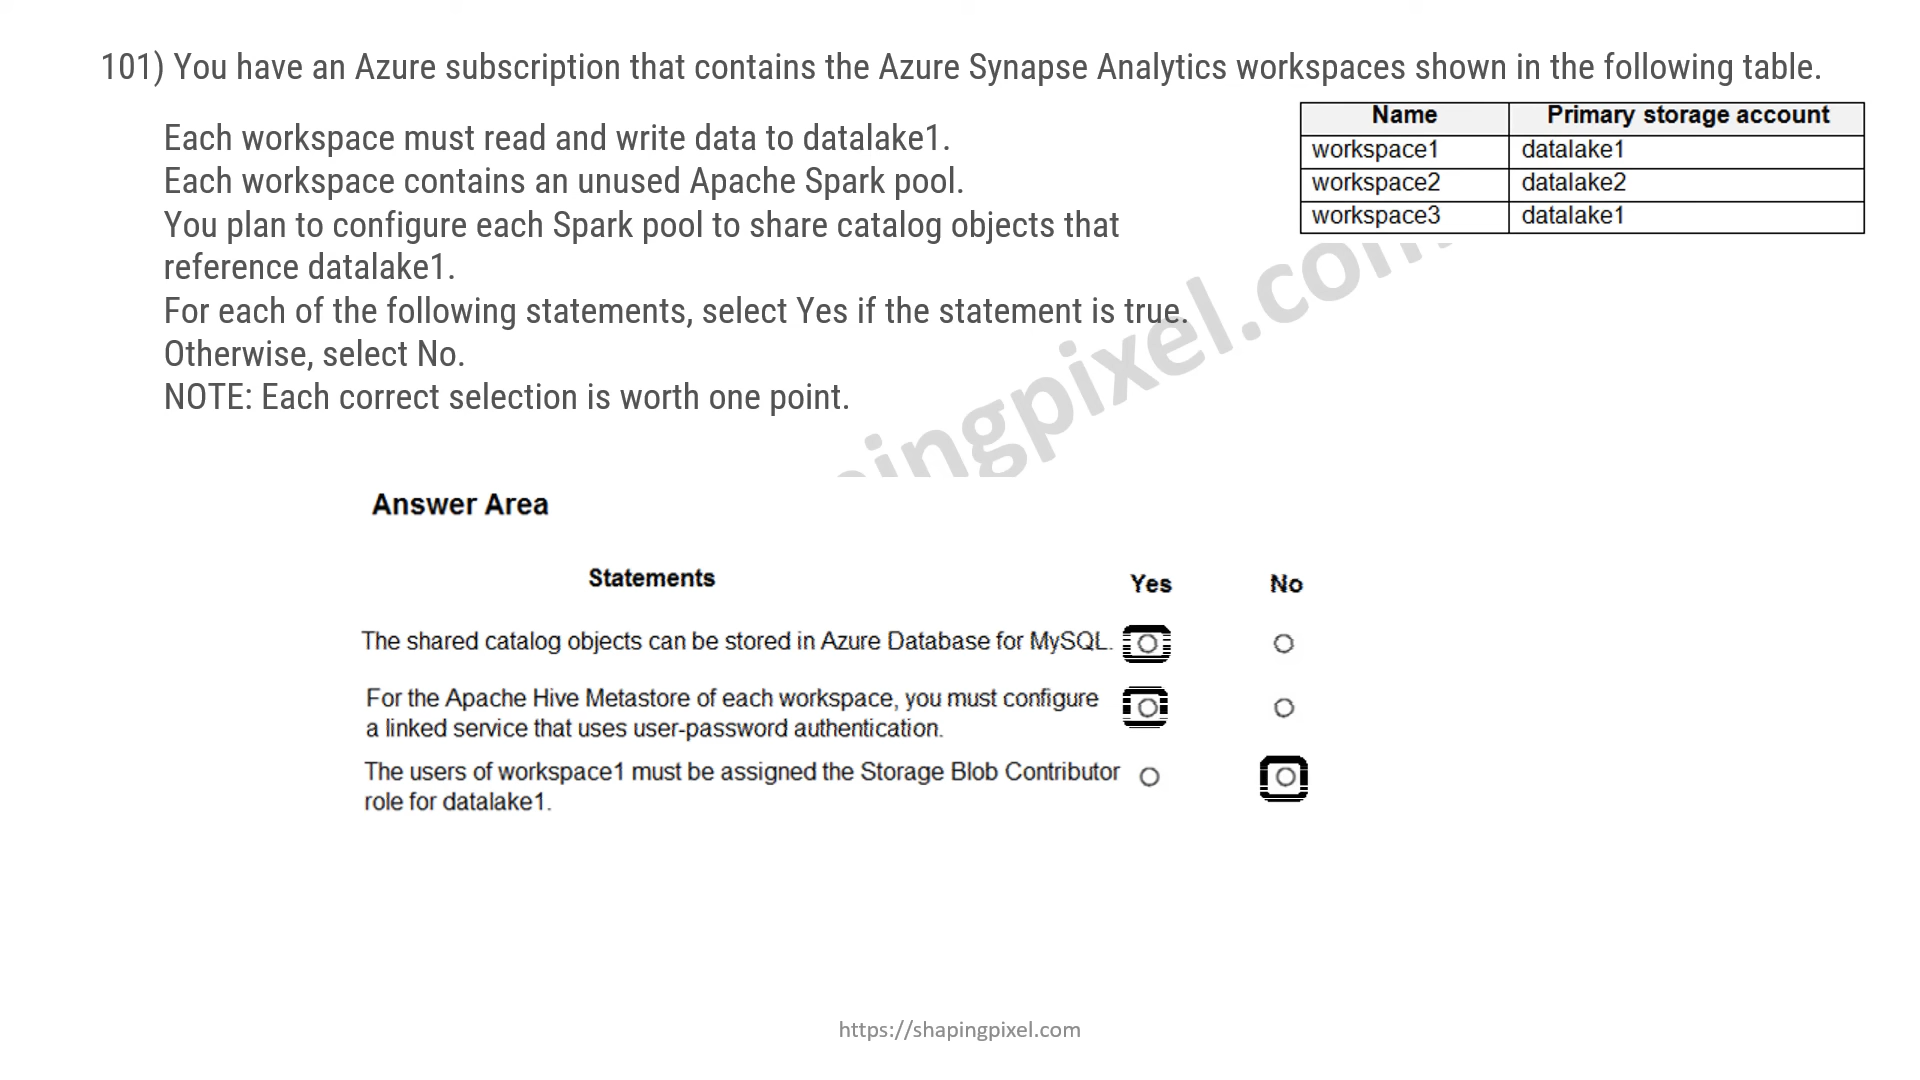 101) You have an Azure subscription that contains the Azure Synapse Analytics workspaces shown in the following table.
Each workspace must read and write data to datalake1.
Each workspace contains an unused Apache Spark pool.
You plan to configure each Spark pool to share catalog objects that
reference datalake1.
For each of the following statements, select Yes if the statement is true.
Otherwise, select No.
NOTE: Each correct selection is worth one point.
Name Primary storage account
workspace1 datalake1
workspace2 datalake2
workspace3 datalake1
Answer Area
Statements Yes No
The shared catalog objects can be stored in Azure Database for MySQL.
For the Apache Hive Metastore of each workspace, you must configure
a linked service that uses user-password authentication.
The users of workspace1 must be assigned the Storage Blob Contributor
role for datalake1.
https://shapingpixel.com